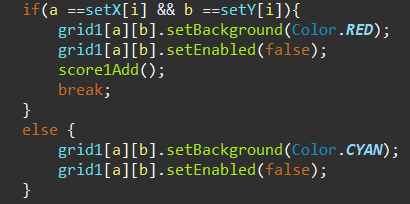 if(a ==setX[i] && b ==setY[i]){
grid1[a][b].setBackground(Color.RED);
grid1[a][b].setEnabled(false);
score1Add();
break;
}
else {
grid1[a][b].setBackground(Color.CYAN);
grid1[a][b].setEnabled(false);
}